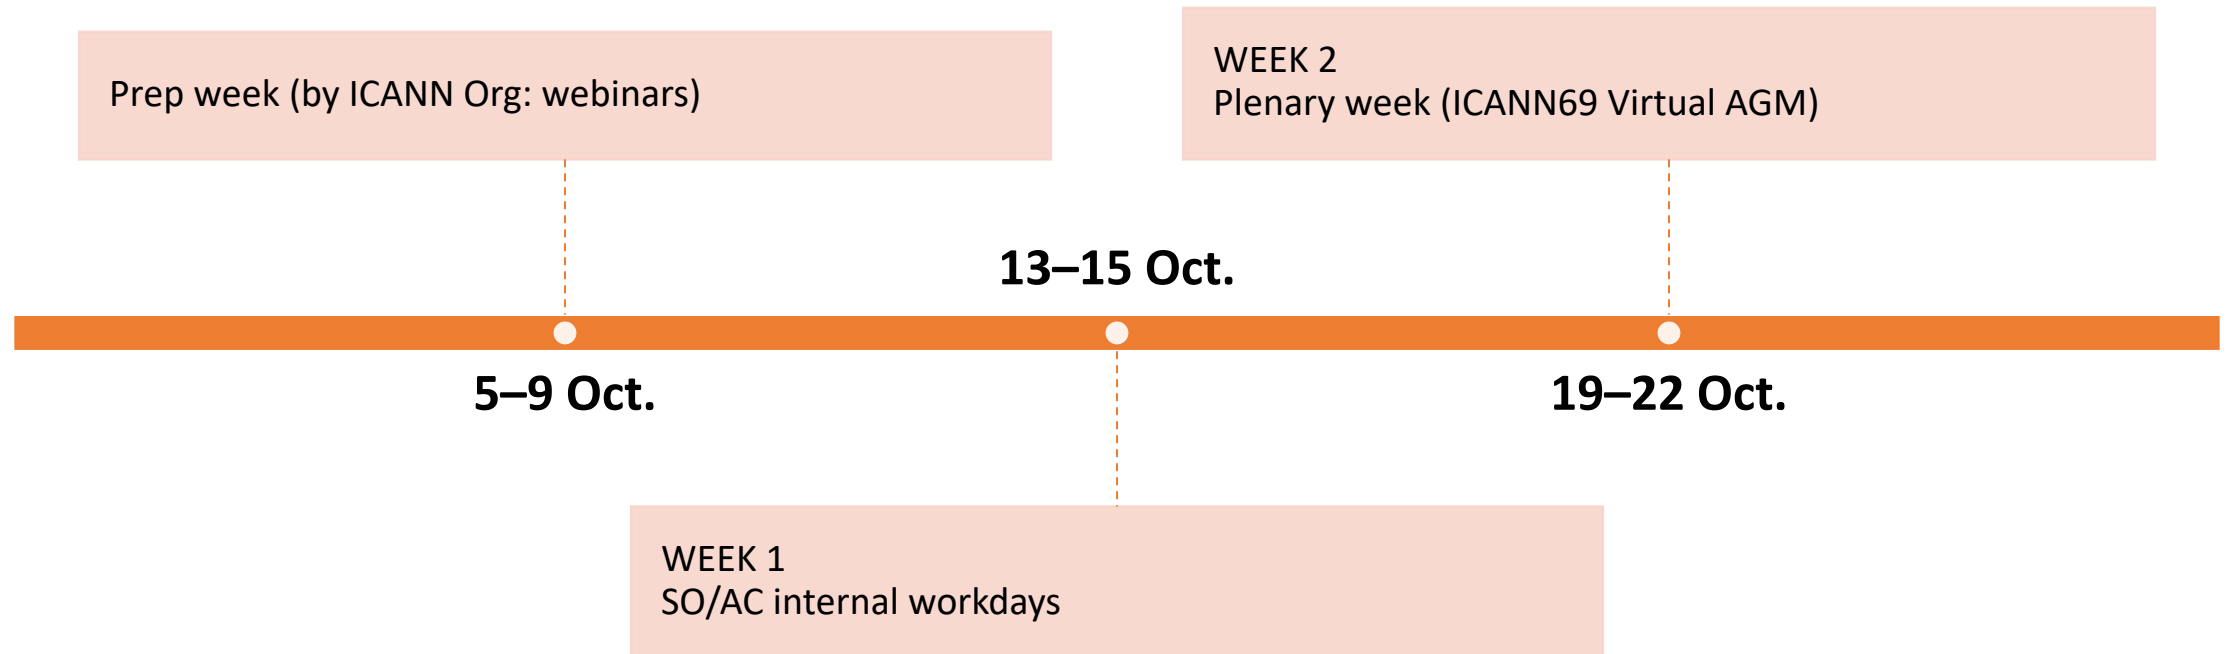 Prep week (by ICANN Org: webinars)
WEEK 2
Plenary week (ICANN69 Virtual AGM)
13–15 Oct.
5–9 Oct.
19–22 Oct.
WEEK 1
SO/AC internal workdays